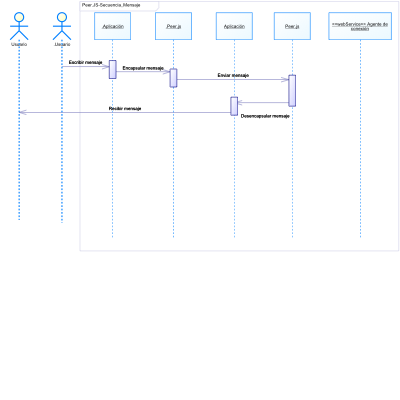 Peer.JS-Secuencia_Mensaje
:Aplicación
:Peer.js
:Aplicación
:Peer.js
<<webService>> Agente de
conexión
Usuario
Usuario
Escribir mensaje
Encapsular mensaje
Enviar mensaje
Recibir mensaje
Desencapsular mensaje